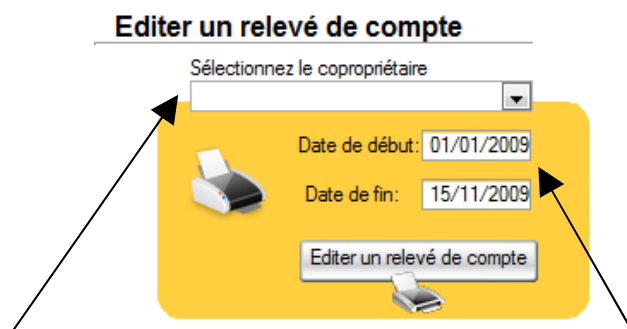 Editer un relevé de compte
Sélectionnez le copropriétaire
Date de début: 01/01/2009
Date de fin: 15/11/2009
Editer un relevé de compte